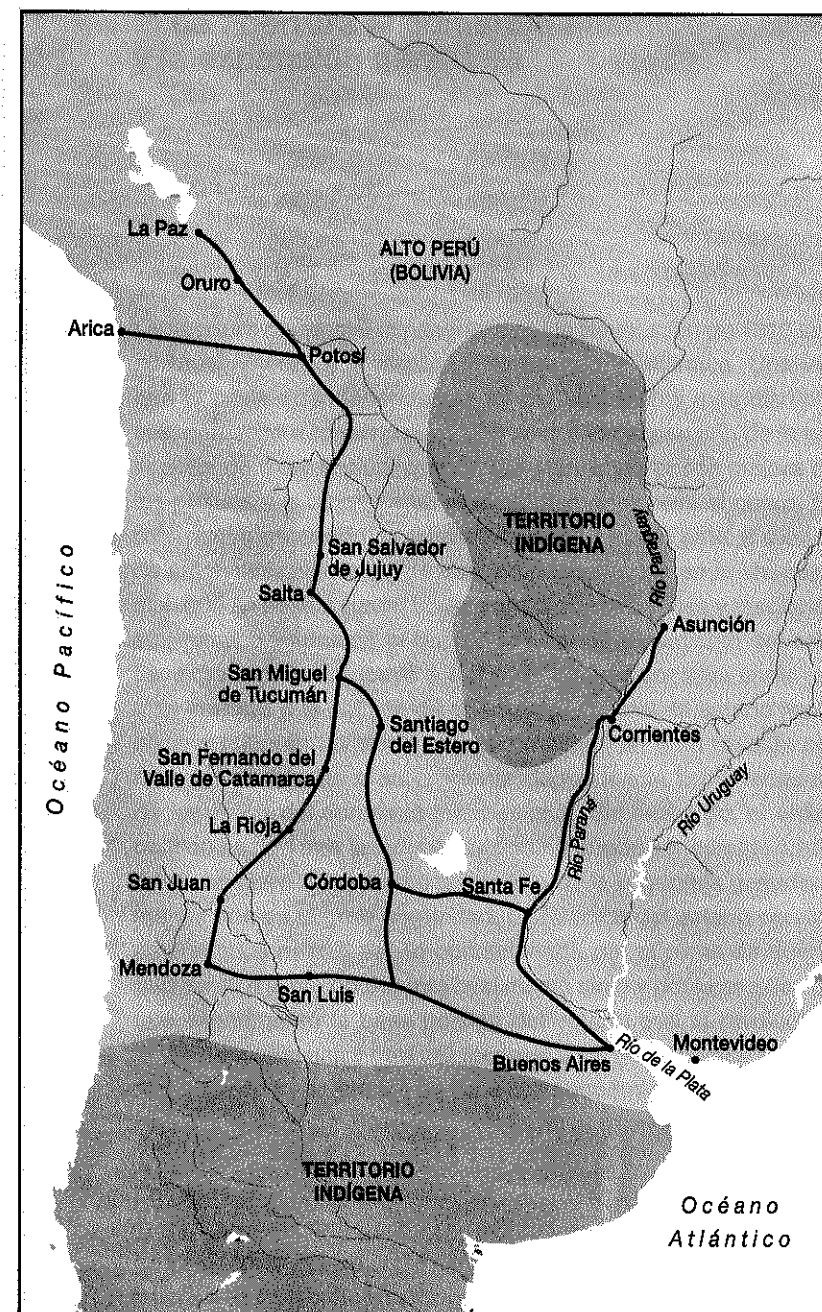 La Paz
ALTO PERÚ
(BOLIVIA)
Oruro
Arica
Potosí
TERRITORIO
INDÍGENA
Río Paraguay
San Salvador
de Jujuy
Salta
Asunción
San Miguel
de Tucumán
Santiago
del Estero
Corrientes
San Fernando del
Valle de Catamarca
Océano Pacífico
La Rioja
Río Paraná
Río Uruguay
San Juan
Córdoba
Santa Fe
Mendoza
San Luis
Buenos Aires
Río de la Plata
Montevideo
TERRITORIO
INDÍGENA
Océano
Atlántico